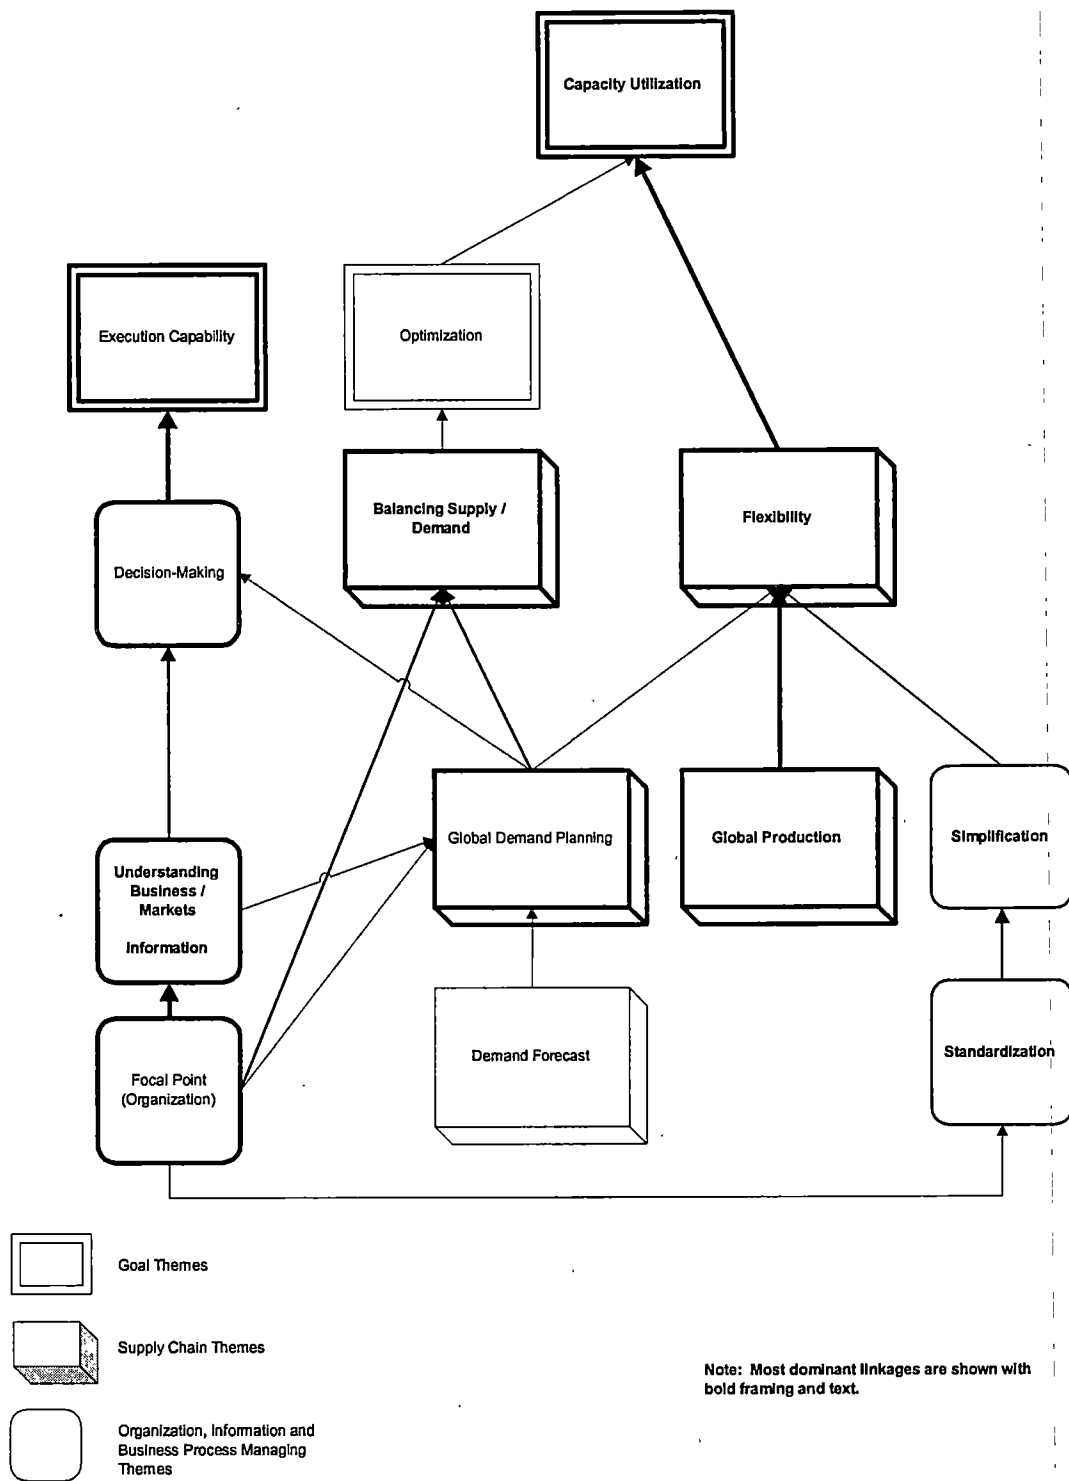 Capacity Utilization
Execution Capability
Optimization
Balancing Supply /
Demand
Flexibility
Decision-Making
Global Demand Planning
Global Production
Simplification
Understanding
Business /
Markets
Information
Focal Point
(Organization)
Demand Forecast
Standardization
Goal Themes
Supply Chain Themes
Organization, Information and
Business Process Managing
Themes
Note:  Most dominant linkages are shown with
bold framing and text.